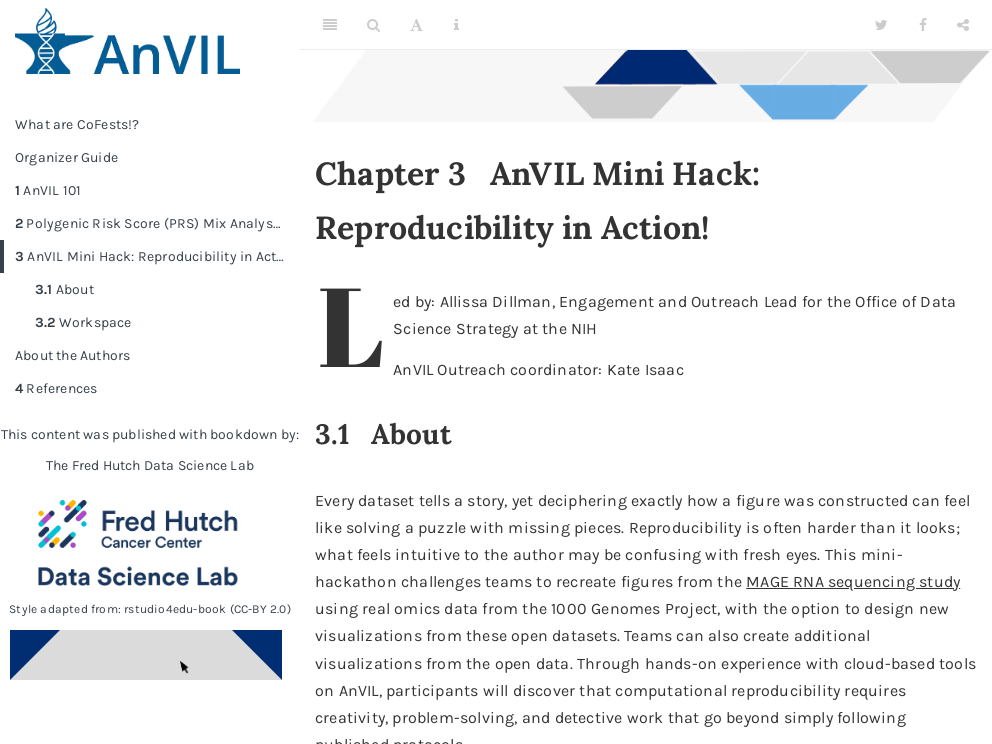 AnVIL
What are CoFests!?
Organizer Guide
1 AnVIL 101
2 Polygenic Risk Score (PRS) Mix Analys…
3 AnVIL Mini Hack: Reproducibility in Act…
3.1 About
3.2 Workspace
About the Authors
4 References
This content was published with bookdown by:
The Fred Hutch Data Science Lab
Fred Hutch
Cancer Center
Data Science Lab
Style adapted from: rstudio4edu-book (CC-BY 2.0)
A
Chapter 3 AnVIL Mini Hack:
Reproducibility in Action!
Led by: Allissa Dillman, Engagement and Outreach Lead for the Office of Data
Science Strategy at the NIH
AnVIL Outreach coordinator: Kate Isaac
3.1 About
Every dataset tells a story, yet deciphering exactly how a figure was constructed can feel
like solving a puzzle with missing pieces. Reproducibility is often harder than it looks;
what feels intuitive to the author may be confusing with fresh eyes. This mini-
hackathon challenges teams to recreate figures from the MAGE RNA sequencing study
using real omics data from the 1000 Genomes Project, with the option to design new
visualizations from these open datasets. Teams can also create additional
visualizations from the open data. Through hands-on experience with cloud-based tools
on AnVIL, participants will discover that computational reproducibility requires
creativity, problem-solving, and detective work that go beyond simply following
published protocols.